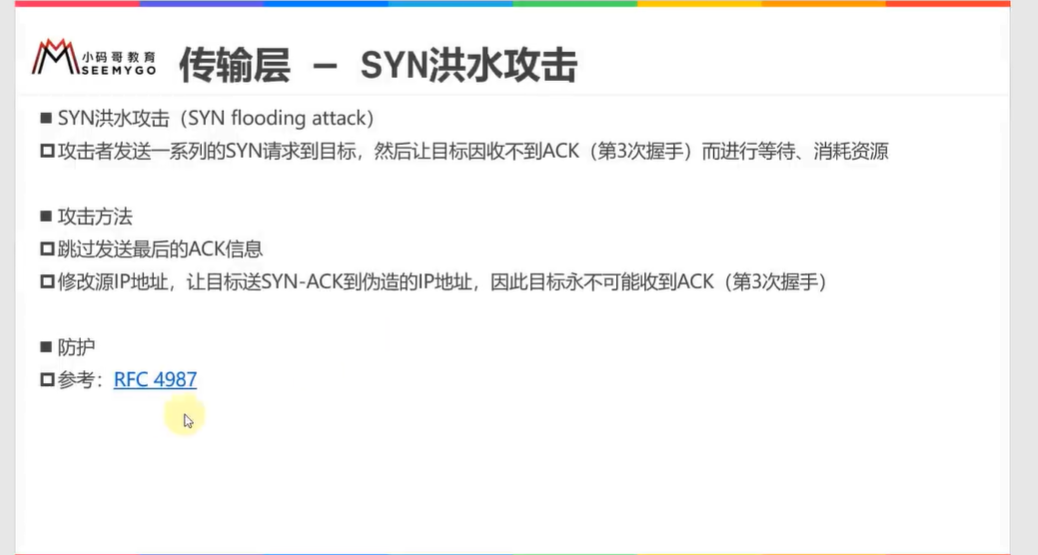 小码哥教育
SEEMYGO
传输层 － SYN洪水攻击
■ SYN洪水攻击（SYN flooding attack）
□ 攻击者发送一系列的SYN请求到目标，然后让目标因收不到ACK（第3次握手）而进行等待、消耗资源
■ 攻击方法
□ 跳过发送最后的ACK信息
□ 修改源IP地址，让目标送SYN-ACK到伪造的IP地址，因此目标永不可能收到ACK（第3次握手）
■ 防护
□ 参考：RFC 4987